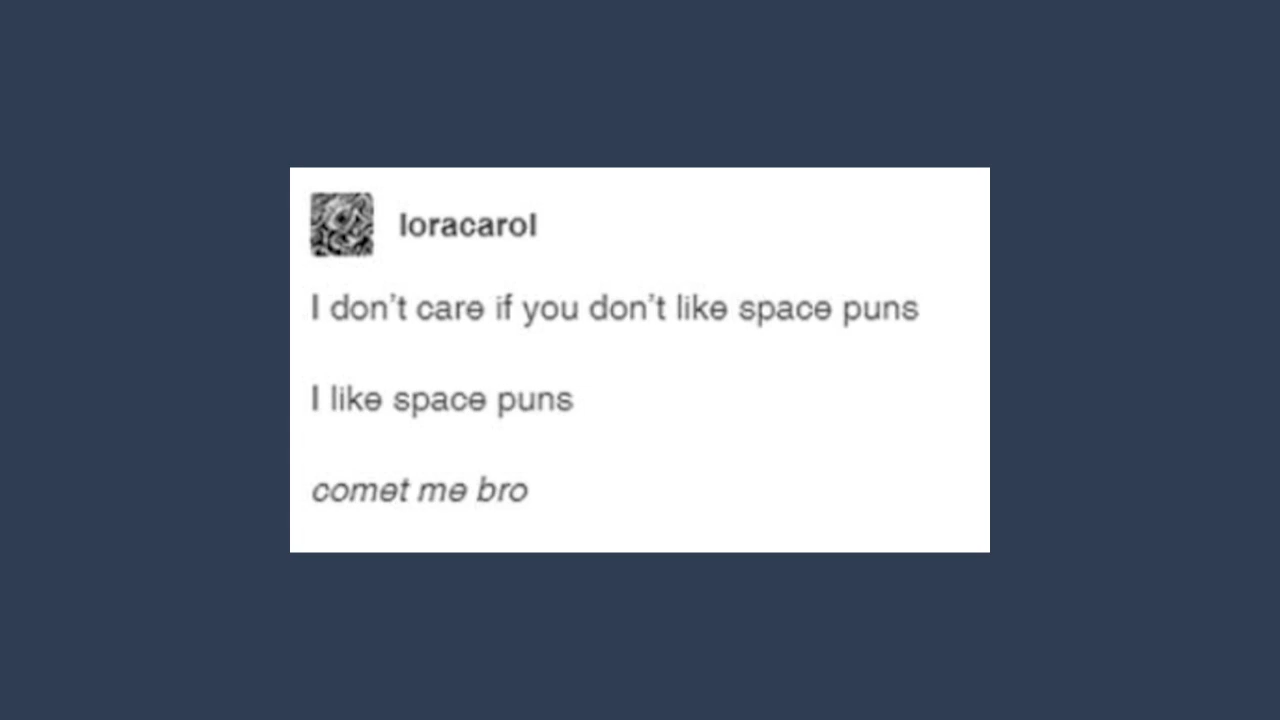 loracarol
I don’t care if you don’t like space puns
I like space puns
comet me bro